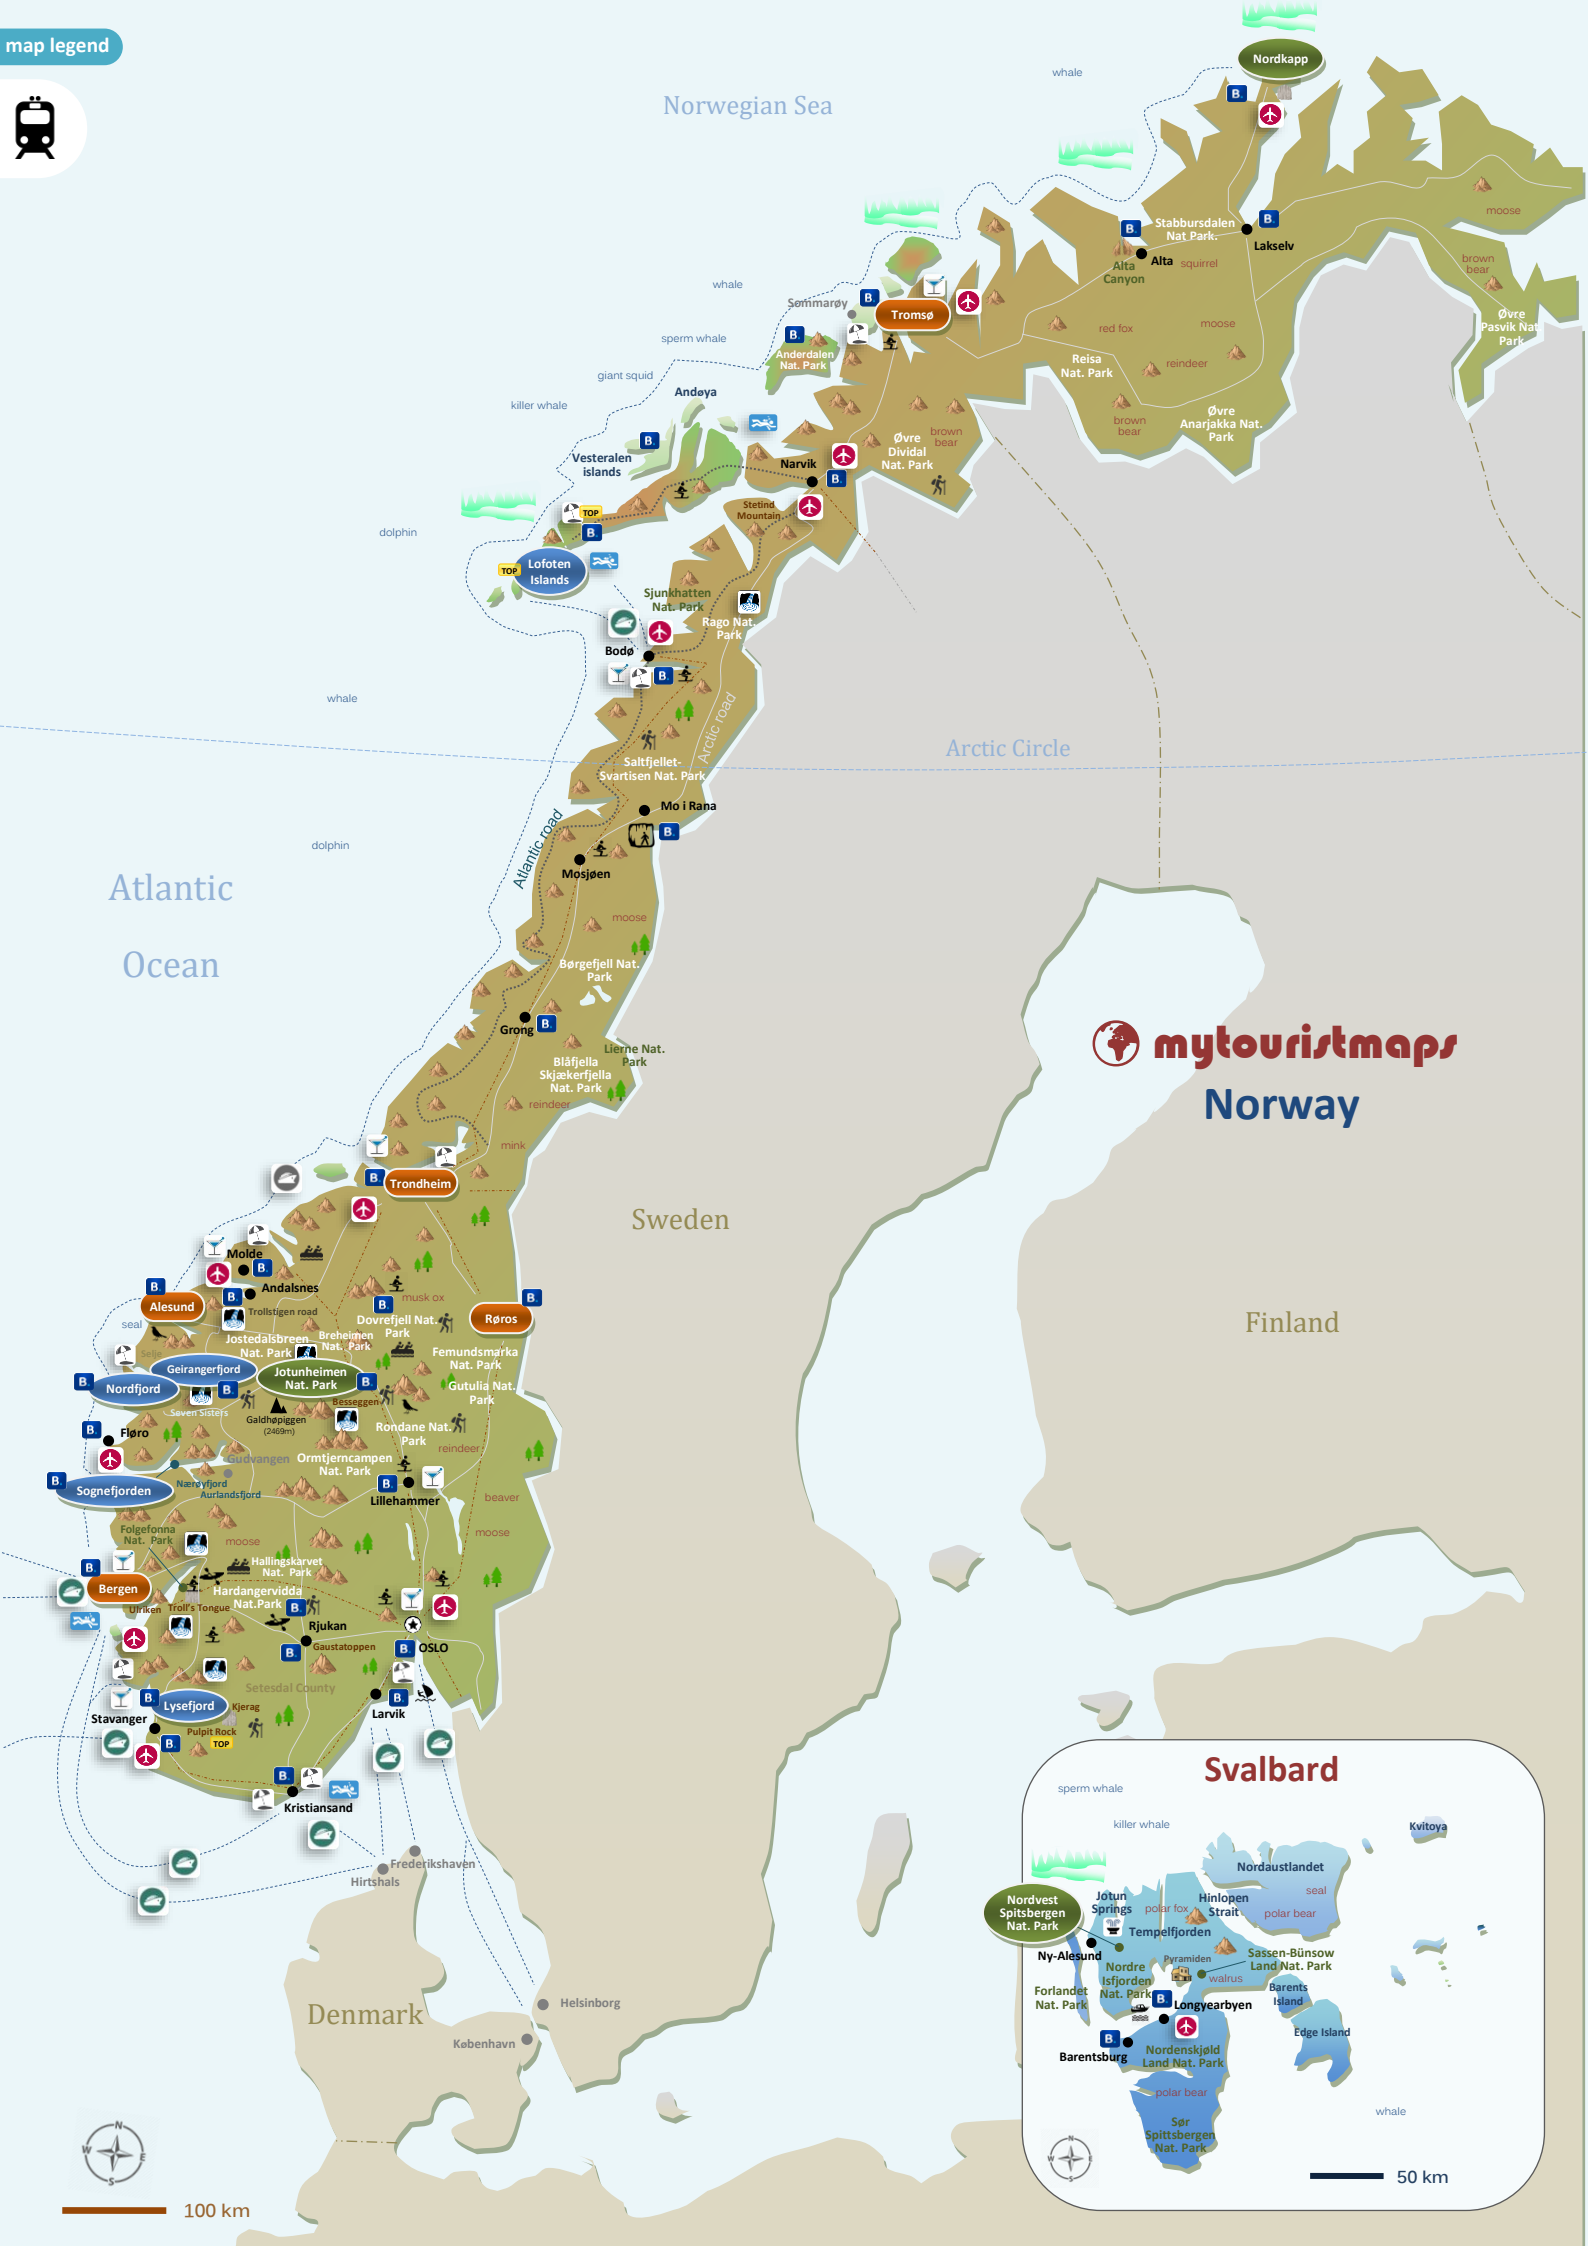 map legend
Nordkapp
whale
Norwegian Sea
B.
moose
Stabbursdalen
Nat Park.
Lakselv
Alta
squirrel
Alta
Canyon
brown
bear
whale
Sommarøy
Tromsø
Øvre
Pasvik Nat.
Park
red fox
moose
sperm whale
Anderdalen
Nat. Park
Reisa
Nat. Park
reindeer
giant squid
Andøya
killer whale
Øvre
Anarjakka Nat.
Park
brown
bear
Øvre
Dividal
Nat. Park
brown
bear
Vesteralen
islands
Narvik
Stetind
Mountain
TOP
dolphin
TOP
Lofoten
Islands
Sjunkhatten
Nat. Park
Rago Nat.
Park
Bodø
whale
Arctic road
Arctic Circle
Saltfjellet-
Svartisen Nat. Park
Mo i Rana
Atlantic road
dolphin
Mosjøen
Atlantic
Ocean
moose
Børgefjell Nat.
Park
Grong
Lierne Nat.
Park
Blåfjella
Skjækerfjella
Nat. Park
reindeer
mytouristmaps
Norway
mink
Trondheim
Sweden
Molde
Andalsnes
Alesund
Trollstigen road
musk ox
Dovrefjell Nat.
Park
Røros
seal
Selje
Jostedalsbreen
Nat. Park
Breheimen
Nat. Park
Femundsmarka
Nat. Park
Finland
Geirangerfjord
Nordfjord
Jotunheimen
Nat. Park
Gutulia Nat.
Park
Seven Sisters
Galdhøpiggen
(2469m)
Besseggen
Rondane Nat.
Park
Fløro
Gudvangen
Ormtjerncampen
Nat. Park
reindeer
Sognefjorden
Nærøyfjord
Aurlandsfjord
Lillehammer
beaver
Folgefonna
Nat. Park
moose
moose
Hallingskarvet
Nat. Park
Bergen
Hardangervidda
Nat.Park
Ulriken
Troll's Tongue
Rjukan
Gaustatoppen
OSLO
Setesdal County
Lysefjord
Kjerag
Larvik
Stavanger
Pulpit Rock
TOP
Kristiansand
Frederikshaven
Hirtshals
Denmark
Helsinborg
København
N
W
E
S
100 km
Svalbard
sperm whale
killer whale
Kvitoya
Nordaustlandet
seal
Nordvest
Spitsbergen
Nat. Park
Jotun
Springs
polar fox
Hinlopen
Strait
polar bear
Tempelfjorden
Ny-Alesund
Pyramiden
Sassen-Bünsow
Land Nat. Park
Nordre
Isfjorden
Nat. Park
walrus
Forlandet
Nat. Park
Barents
Island
Longyearbyen
Edge Island
Barentsburg
Nordenskjøld
Land Nat. Park
polar bear
whale
Sør
Spittsbergen
Nat. Park
N
W
E
S
50 km